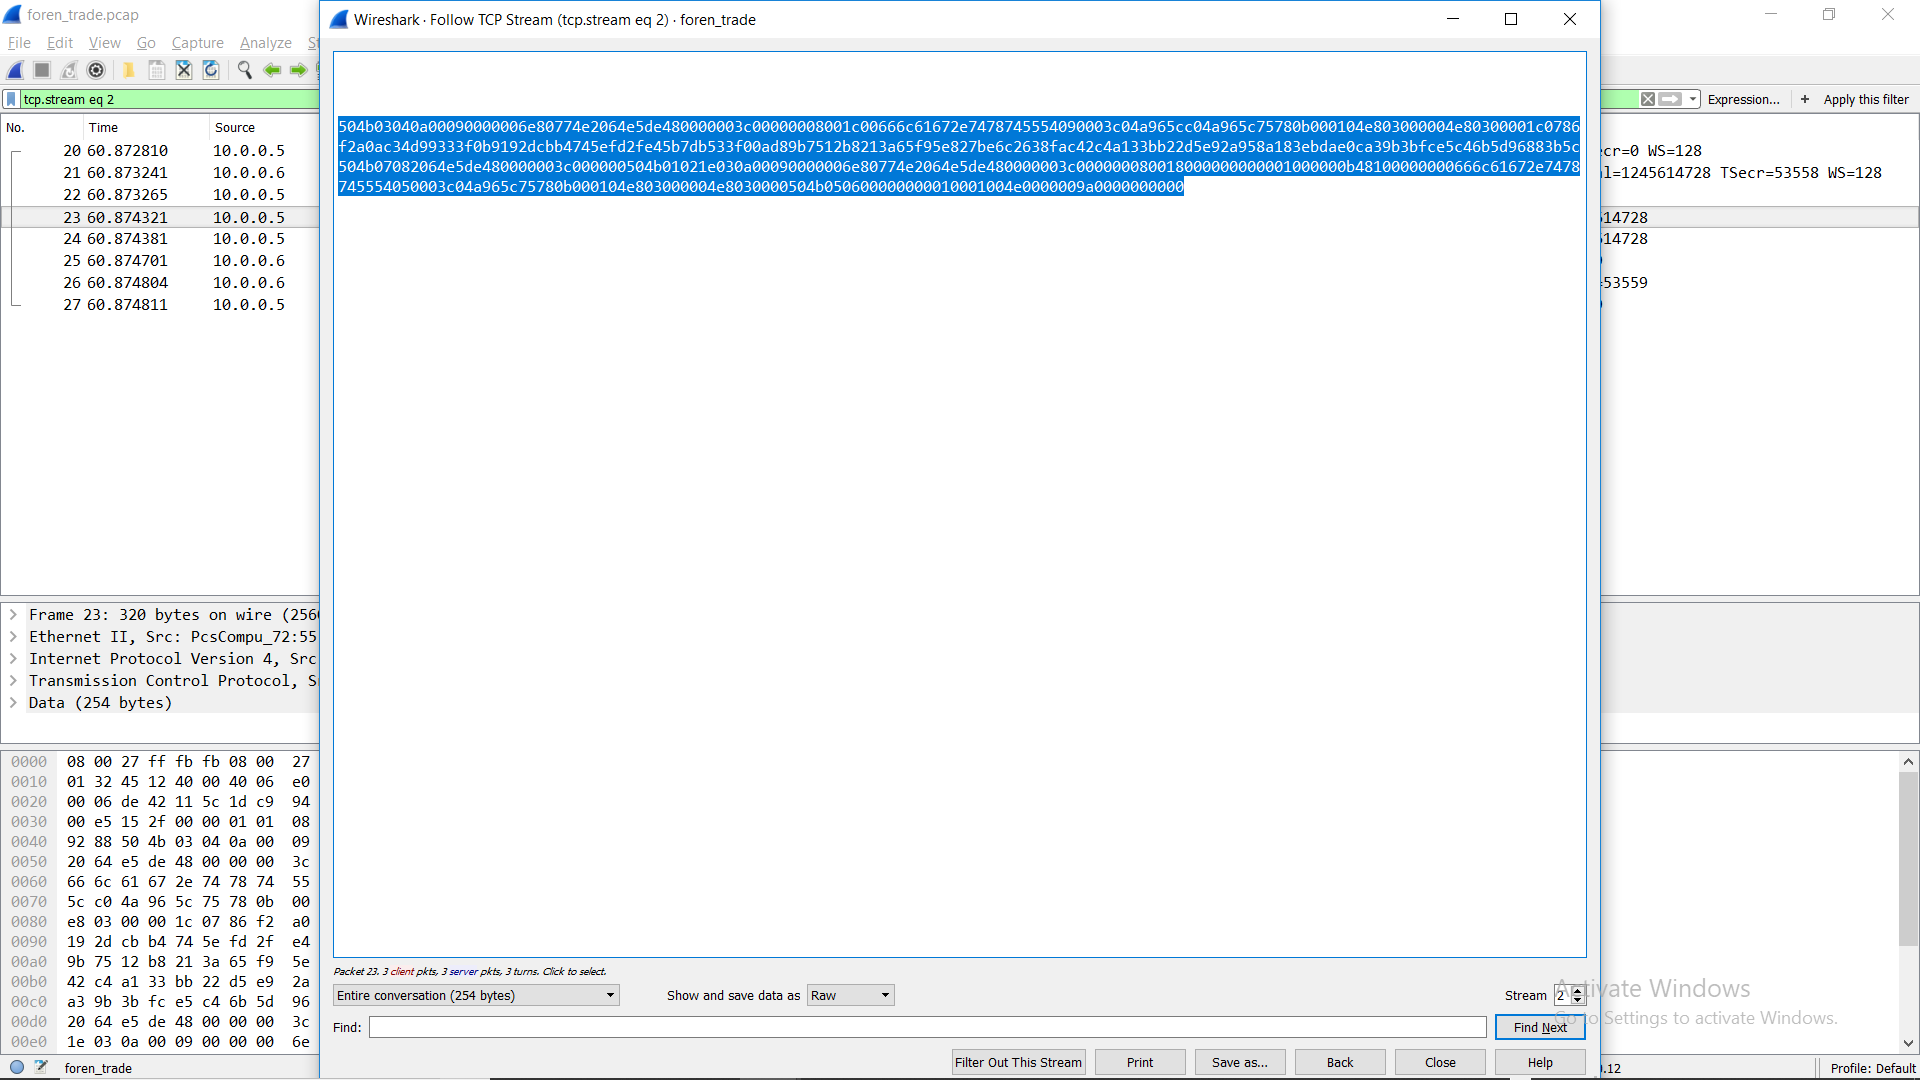 foren_trade.pcap
File Edit View Go Capture Analyze
tcp.stream eq 2
Expression... + Apply this filter
No. Time Source
20 60.872810 10.0.0.5
21 60.873241 10.0.0.6
22 60.873265 10.0.0.5
23 60.874321 10.0.0.5
24 60.874381 10.0.0.5
25 60.874701 10.0.0.6
26 60.874804 10.0.0.6
27 60.874811 10.0.0.5
Wireshark · Follow TCP Stream (tcp.stream eq 2) · foren_trade
504b03040a00090000006e80774e2064e5de480000003c00000008001c00666c61672e7478745554090003c04a965cc04a965c75780b000104e803000004e80300001c0786
f2a0ac34d99333f0b9192dcbb4745efd2fe45b7db533f00ad89b7512b8213a65f95e827be6c2638fac42c4a133bb22d5e92a958a183ebdae0ca39b3bfce5c46b5d96883b5c
504b07082064e5de480000003c000000504b01021e030a00090000006e80774e2064e5de480000003c000000080018000000000001000000b48100000000666c61672e7478
745554050003c04a965c75780b000104e803000004e8030000504b050600000000010001004e0000009a0000000000
ecr=0 WS=128
l=1245614728 TSecr=53558 WS=128
14728
14728
=53559
Frame 23: 320 bytes on wire (256
Ethernet II, Src: PcsCompu_72:55
Internet Protocol Version 4, Src
Transmission Control Protocol, S
Data (254 bytes)
0000 08 00 27 ff fb fb 08 00 27
0010 01 32 45 12 40 00 40 06 e0
0020 00 06 de 42 11 5c 1d c9 94
0030 00 e5 15 2f 00 00 01 01 08
0040 92 88 50 4b 03 04 0a 00 09
0050 20 64 e5 de 48 00 00 00 3c
0060 66 6c 61 67 2e 74 78 74 55
0070 5c c0 4a 96 5c 75 78 0b 00
0080 e8 03 00 00 1c 07 86 f2 a0
0090 19 2d cb b4 74 5e fd 2f e4
00a0 9b 75 12 b8 21 3a 65 f9 5e
00b0 42 c4 a1 33 bb 22 d5 e9 2a
00c0 a3 9b 3b fc e5 c4 6b 5d 96
00d0 20 64 e5 de 48 00 00 00 3c
00e0 1e 03 0a 00 09 00 00 00 6e
Packet 23. 3 client pkts, 3 server pkts, 3 turns. Click to select.
Entire conversation (254 bytes) Show and save data as Raw Stream 2
Find: Find Next
Filter Out This Stream Print Save as... Back Close Help
Activate Windows
Go to Settings to activate Windows.
foren_trade
.12 Profile: Default